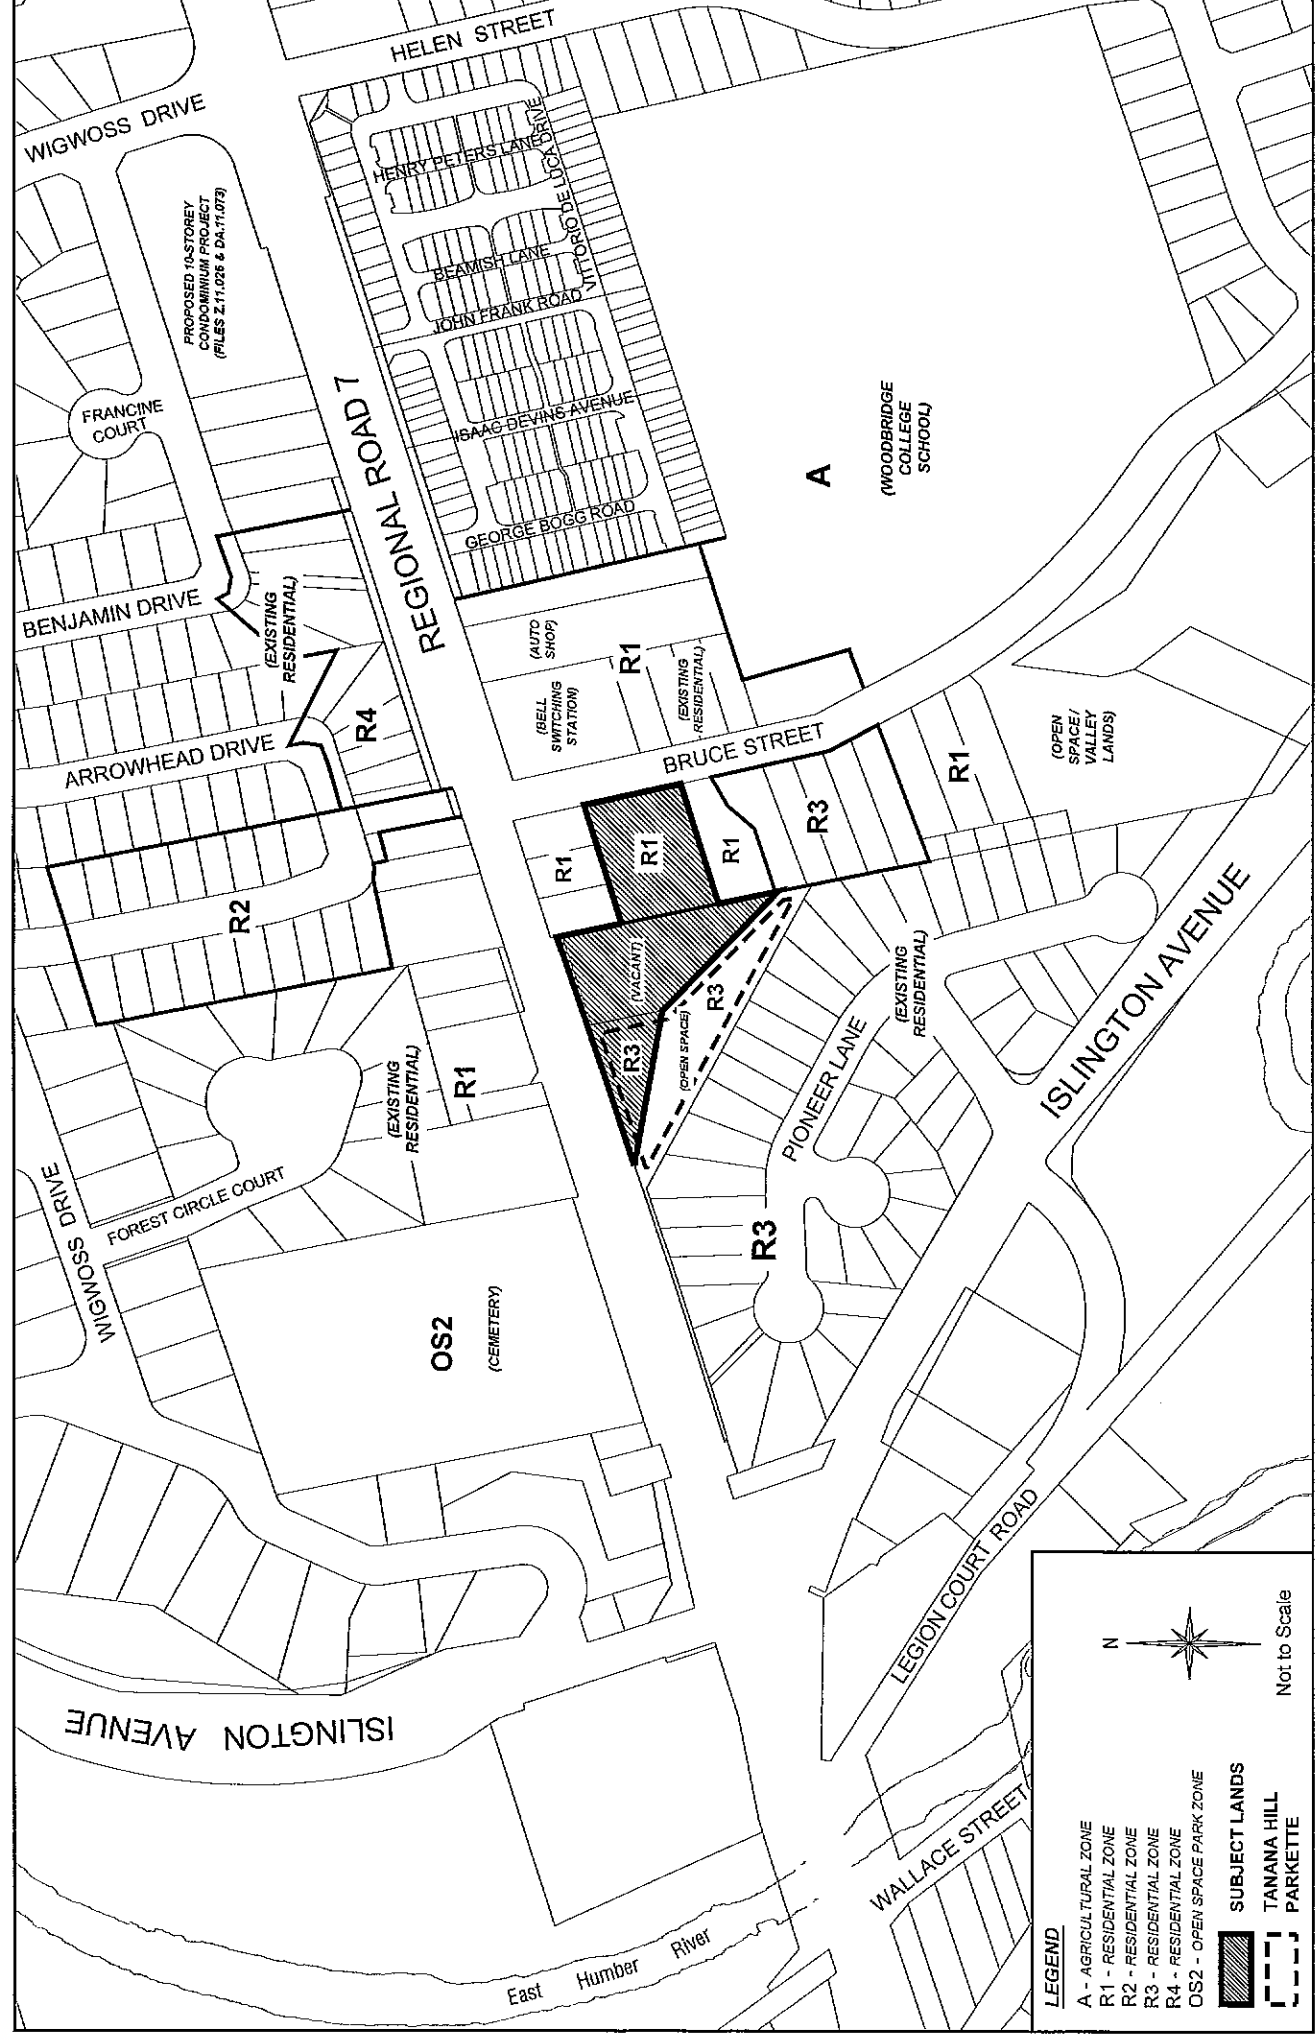 HELEN STREET
WIGWOSS DRIVE
HENRY PETERS LANE
VITTORIO DE LUCA DRIVE
BEAMISH LANE
JOHN FRANK ROAD
ISAAC DEVINS AVENUE
GEORGE BOGG ROAD
PROPOSED 10-STOREY
CONDOMINIUM PROJECT
(FILES Z.11.026 & DA.11.073)
FRANCINE
COURT
REGIONAL ROAD 7
A
(WOODBRIDGE
COLLEGE
SCHOOL)
BENJAMIN DRIVE
(EXISTING
RESIDENTIAL)
ARROWHEAD DRIVE
R4
(AUTO
SHOP)
R1
(BELL
SWITCHING
STATION)
(EXISTING
RESIDENTIAL)
BRUCE STREET
(OPEN
SPACE/
VALLEY
LANDS)
R1
R3
R1
R1
R1
R2
(VACANT)
R3
R3
(OPEN SPACE)
(EXISTING
RESIDENTIAL)
PIONEER LANE
ISLINGTON AVENUE
(EXISTING
RESIDENTIAL)
R1
WIGWOSS DRIVE
FOREST CIRCLE COURT
R3
OS2
(CEMETERY)
LEGION COURT ROAD
ISLINGTON AVENUE
WALLACE STREET
East Humber River
LEGEND
A - AGRICULTURAL ZONE
R1 - RESIDENTIAL ZONE
R2 - RESIDENTIAL ZONE
R3 - RESIDENTIAL ZONE
R4 - RESIDENTIAL ZONE
OS2 - OPEN SPACE PARK ZONE
SUBJECT LANDS
TANANA HILL
PARKETTE
N
Not to Scale